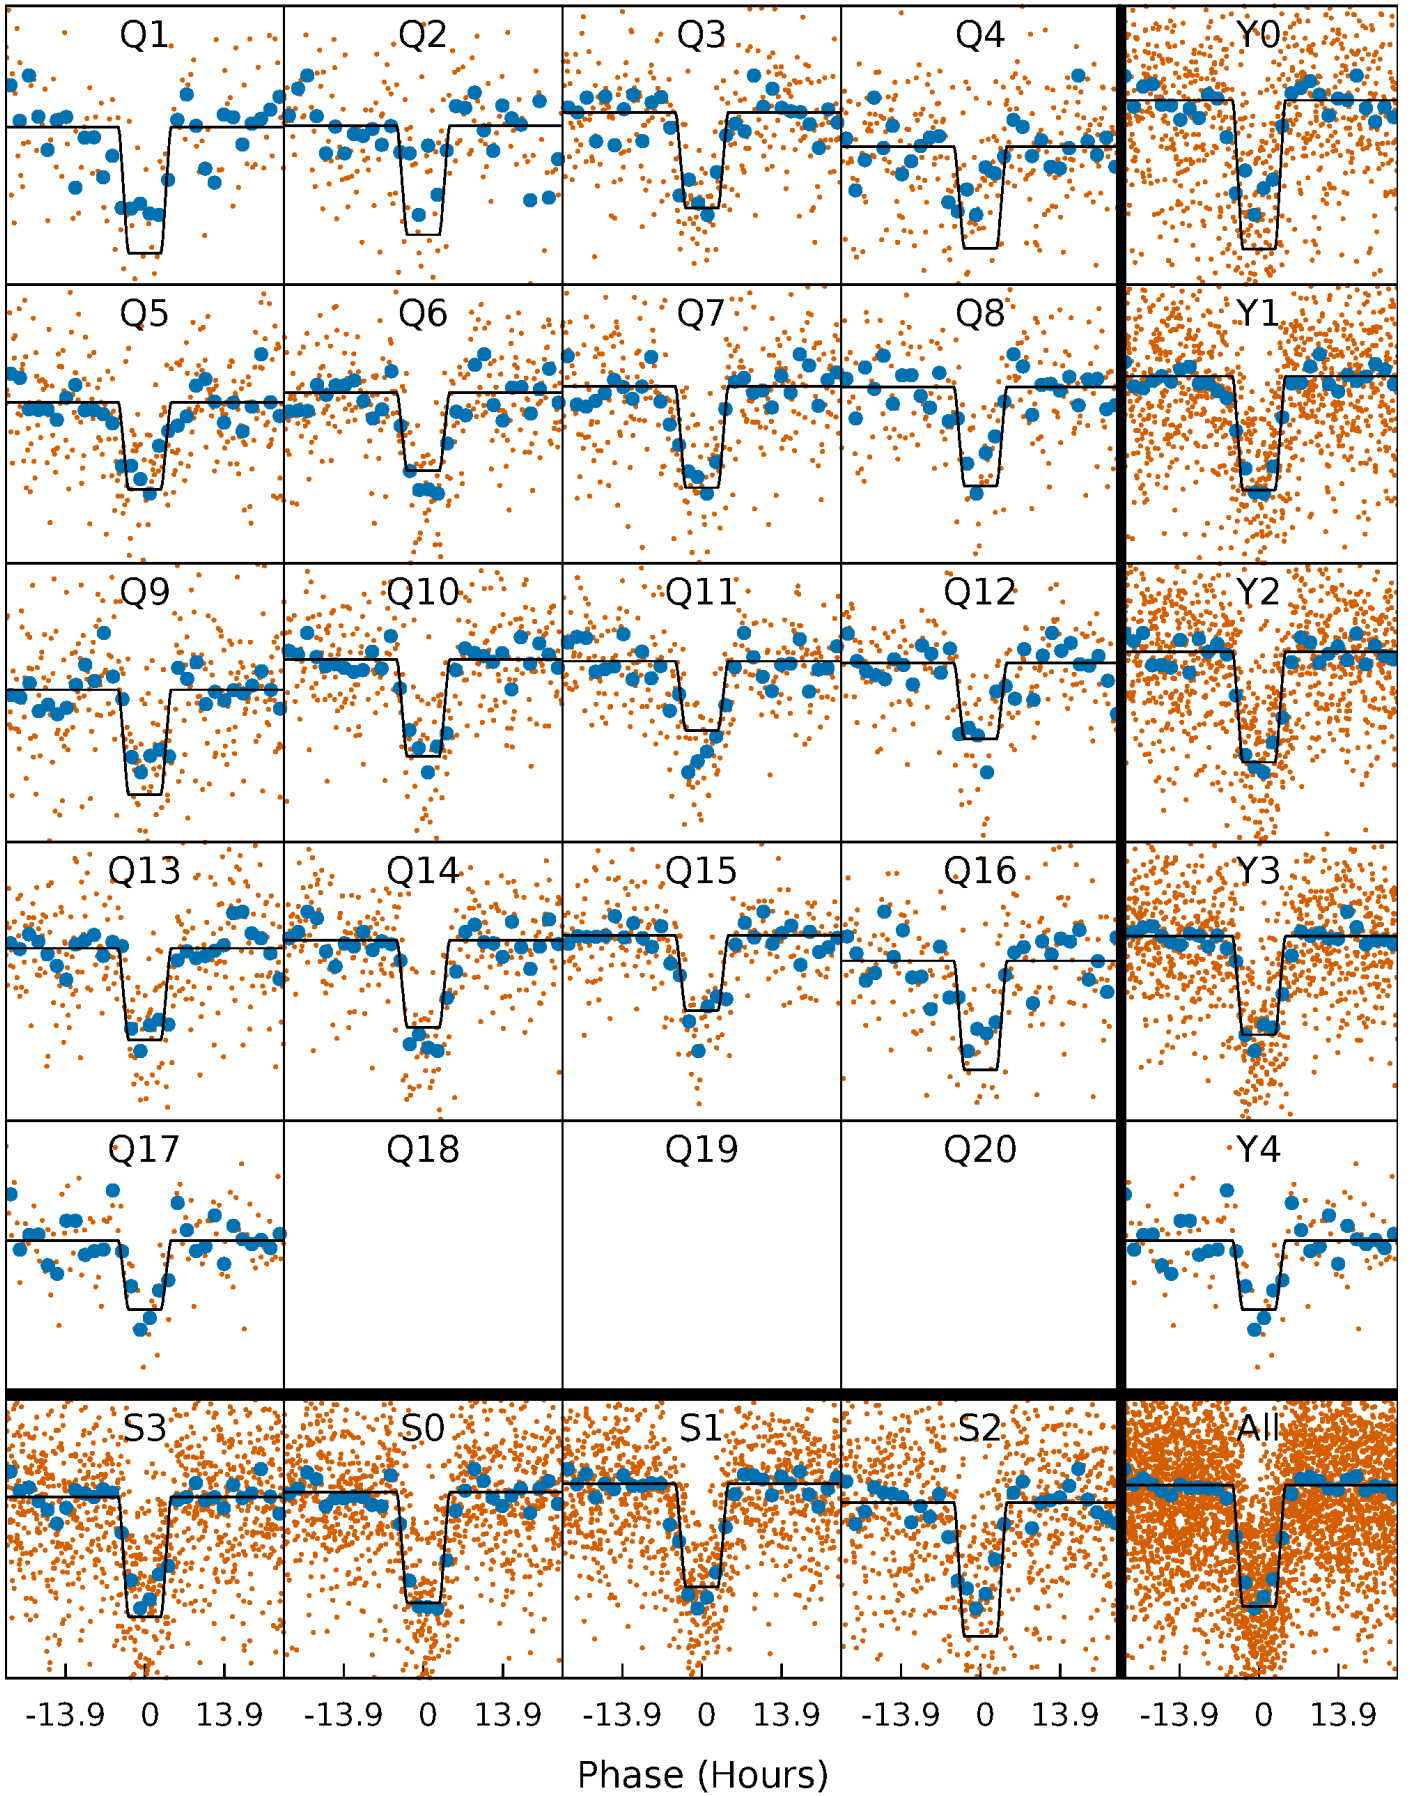 Q1 Q2 Q3 Q4 Y0
Q5 Q6 Q7 Q8 Y1
Q9 Q10 Q11 Q12 Y2
Q13 Q14 Q15 Q16 Y3
Q17 Q18 Q19 Q20 Y4
S3 S0 S1 S2 All
-13.9 0 13.9 -13.9 0 13.9 -13.9 0 13.9 -13.9 0 13.9 -13.9 0 13.9
Phase (Hours)